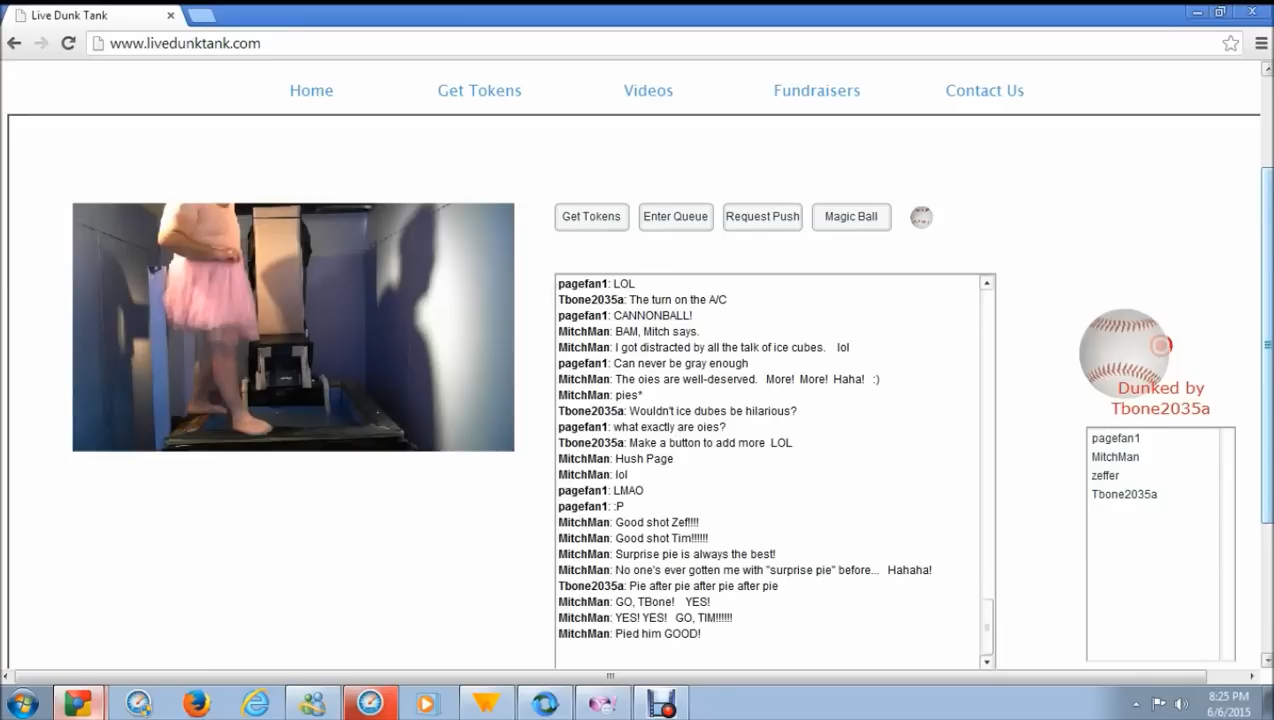 Live Dunk Tank
www.livedunktank.com
Home Get Tokens Videos Fundraisers Contact Us
Get Tokens Enter Queue Request Push Magic Ball
pagefan1: LOL
Tbone2035a: The turn on the A/C
pagefan1: CANNONBALL!
MitchMan: BAM, Mitch says.
MitchMan: I got distracted by all the talk of ice cubes. lol
pagefan1: Can never be gray enough
MitchMan: The oies are well-deserved. More! More! Haha! :)
MitchMan: pies*
Tbone2035a: Wouldn't ice dubes be hilarious?
pagefan1: what exactly are oies?
Tbone2035a: Make a button to add more LOL
MitchMan: Hush Page
MitchMan: lol
pagefan1: LMAO
pagefan1: :P
MitchMan: Good shot Zef!!!!
MitchMan: Good shot Tim!!!!!!
MitchMan: Surprise pie is always the best!
MitchMan: No one's ever gotten me with "surprise pie" before... Hahaha!
Tbone2035a: Pie after pie after pie after pie
MitchMan: GO, TBone! YES!
MitchMan: YES! YES! GO, TIM!!!!!!
MitchMan: Pied him GOOD!
Dunked by
Tbone2035a
pagefan1
MitchMan
zeffer
Tbone2035a
8:25 PM
6/6/2015